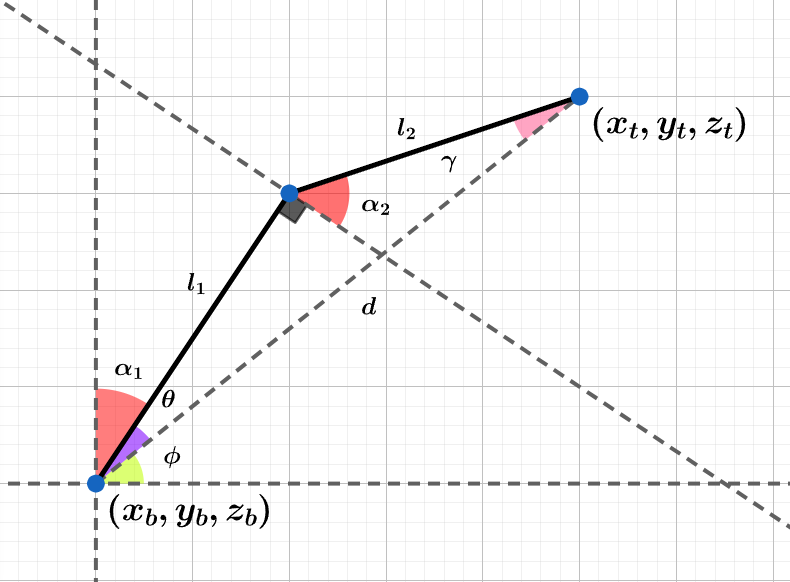 (x_t, y_t, z_t)
l_2
γ
α_2
l_1
d
α_1
θ
ϕ
(x_b, y_b, z_b)